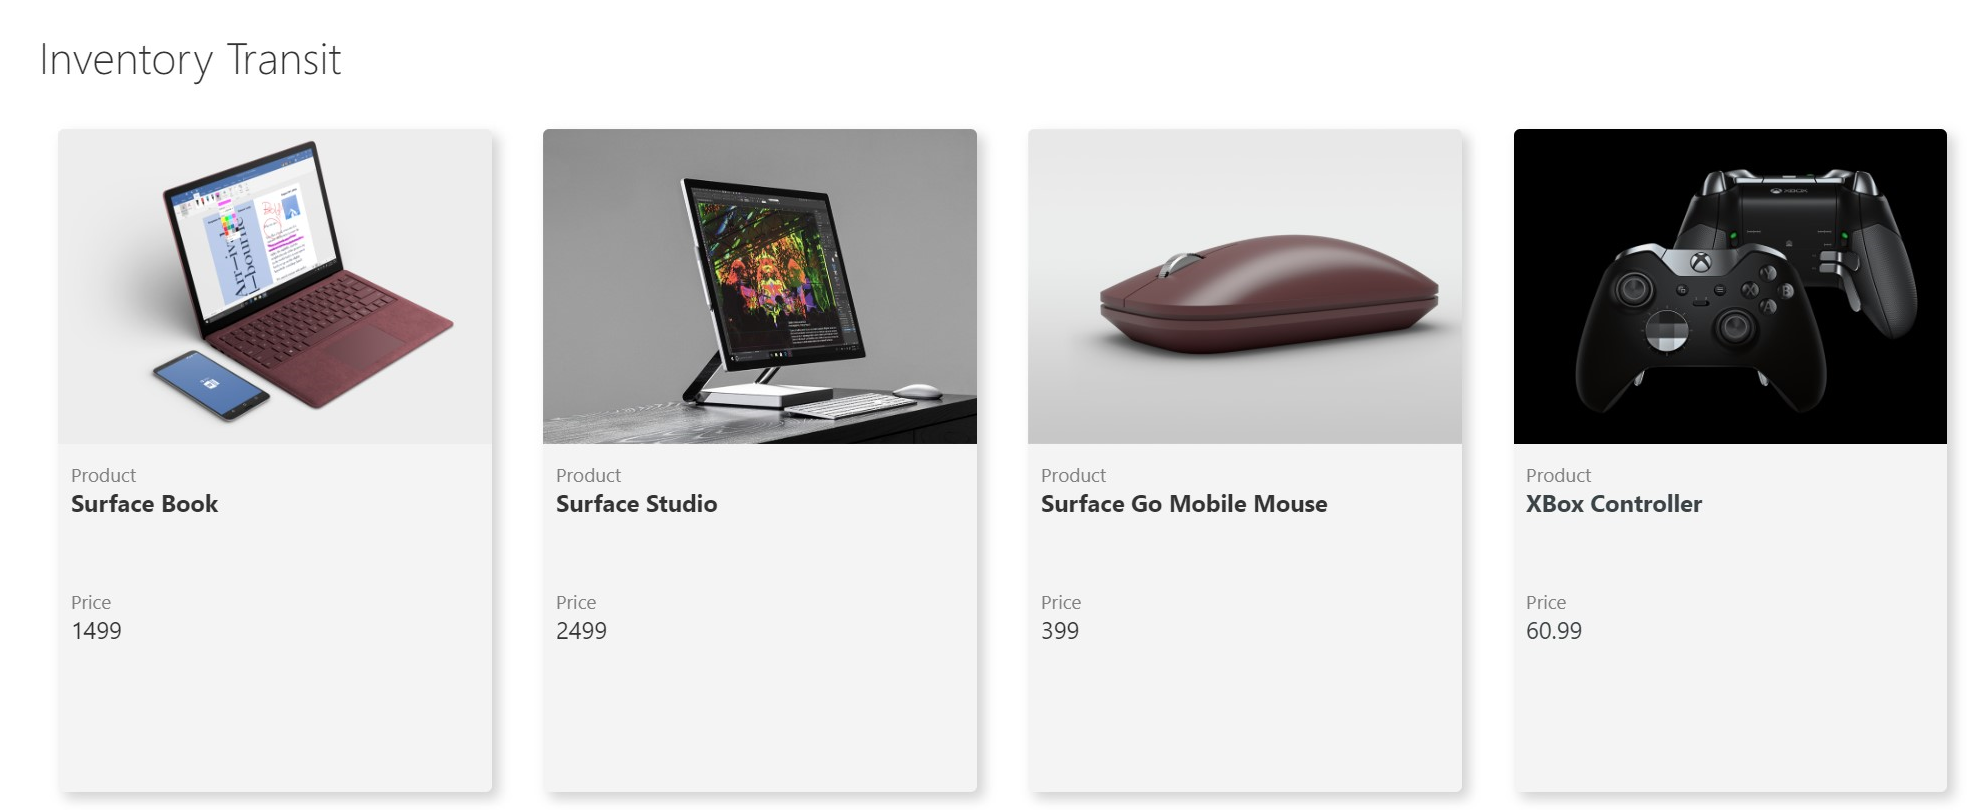 Inventory Transit
Product
Surface Book
Price
1499
Product
Surface Studio
Price
2499
Product
Surface Go Mobile Mouse
Price
399
XBOX
X
Y
B
A
Product
XBox Controller
Price
60.99